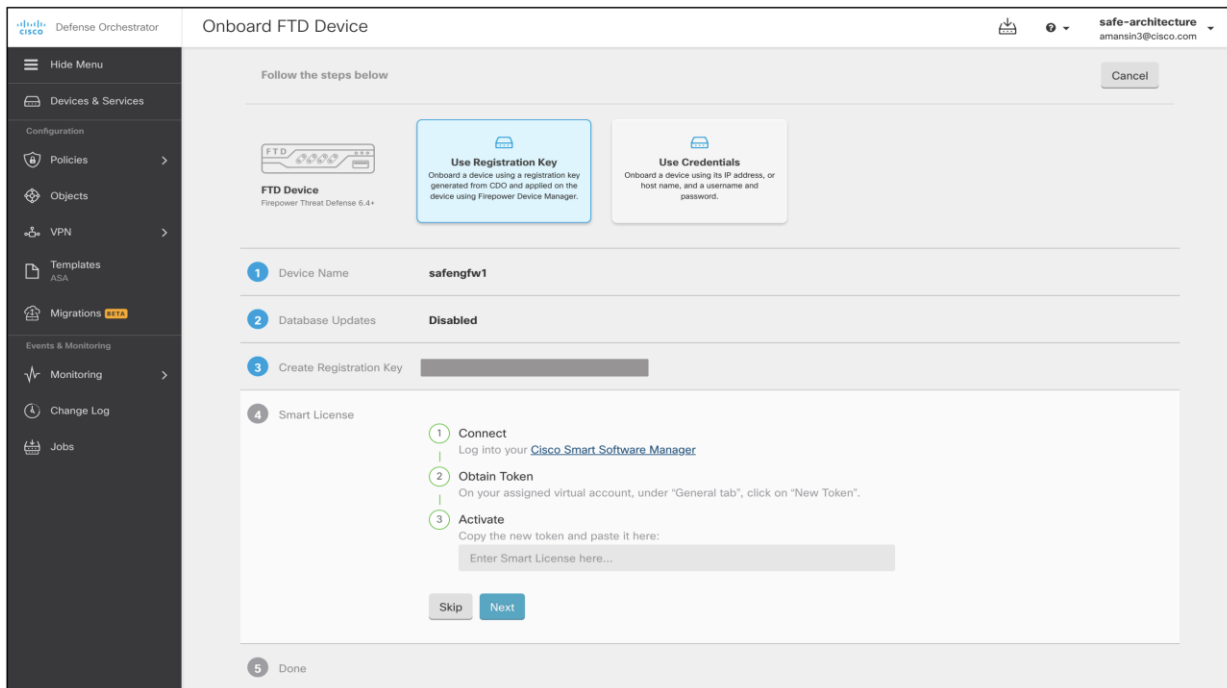 cisco Defense Orchestrator
Onboard FTD Device
safe-architecture
amansin3@cisco.com
Hide Menu
Devices & Services
Configuration
Policies
Objects
VPN
Templates
ASA
Migrations BETA
Events & Monitoring
Monitoring
Change Log
Jobs
Follow the steps below
Cancel
FTD
FTD Device
Firepower Threat Defense 6.4+
Use Registration Key
Onboard a device using a registration key
generated from CDO and applied on the
device using Firepower Device Manager.
Use Credentials
Onboard a device using its IP address, or
host name, and a username and
password.
1 Device Name safengfw1
2 Database Updates Disabled
3 Create Registration Key
4 Smart License
1 Connect
Log into your Cisco Smart Software Manager
2 Obtain Token
On your assigned virtual account, under “General tab”, click on “New Token”.
3 Activate
Copy the new token and paste it here:
Enter Smart License here...
Skip Next
5 Done